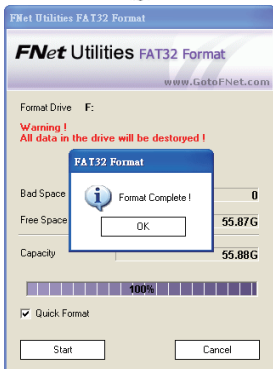 FNet Utilities FAT32 Format
FNet Utilities FAT32 Format
www.GotoFNet.com
Format Drive F:
Warning !
All data in the drive will be destorped !
FAT32 Format
Format Complete !
OK
Bad Space 0
Free Space 55.87G
Capacity 55.88G
100%
Quick Format
Start Cancel